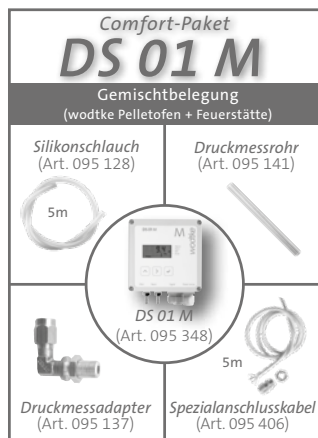 Comfort-Paket
DS 01 M
Gemischtbelegung
(wodtke Pelletofen + Feuerstätte)
Silikonschlauch
(Art. 095 128)
5m
Druckmessrohr
(Art. 095 141)
M
wodtke
DS 01 M
(Art. 095 348)
Druckmessadapter
(Art. 095 137)
5m
Spezialanschlusskabel
(Art. 095 406)